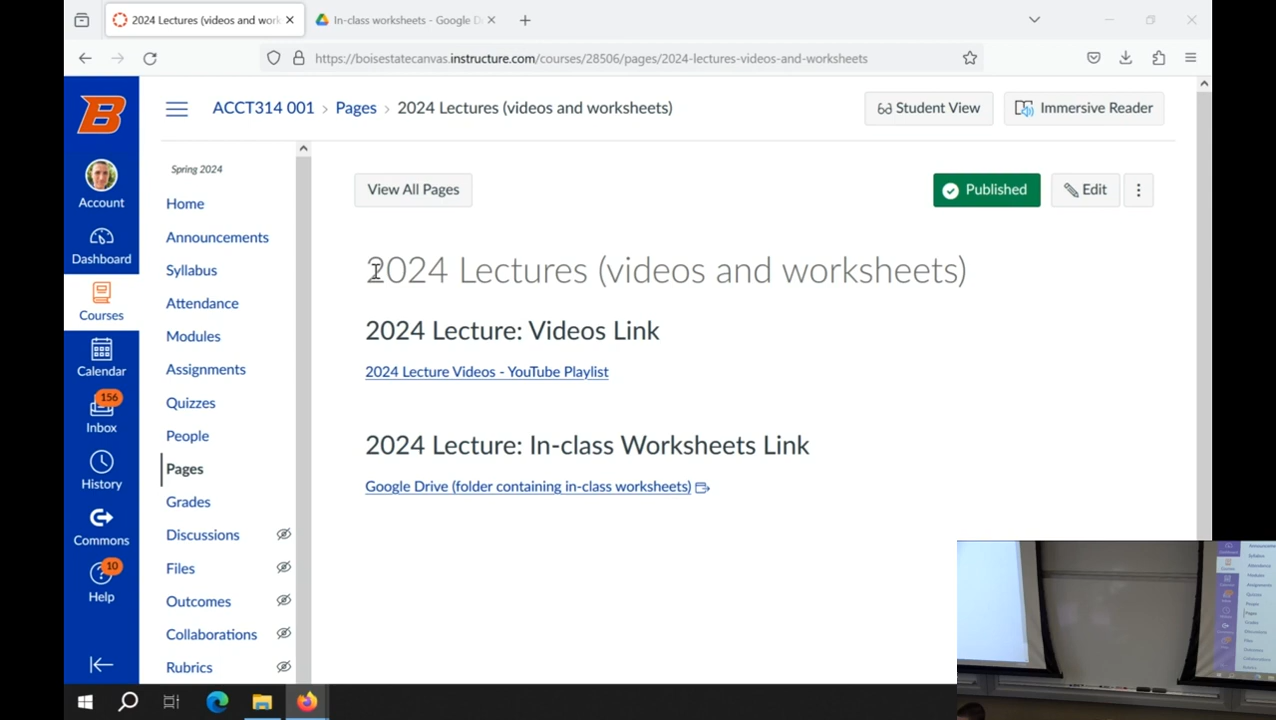 2024 Lectures (videos and work
In-class worksheets - Google D
https://boisestatecanvas.instructure.com/courses/28506/pages/2024-lectures-videos-and-worksheets
B
ACCT314 001 › Pages › 2024 Lectures (videos and worksheets)
Student View
Immersive Reader
Account
Dashboard
Courses
Calendar
156
Inbox
History
Commons
10
Help
Spring 2024
Home
Announcements
Syllabus
Attendance
Modules
Assignments
Quizzes
People
Pages
Grades
Discussions
Files
Outcomes
Collaborations
Rubrics
View All Pages
Published
Edit
2024 Lectures (videos and worksheets)
2024 Lecture: Videos Link
2024 Lecture Videos - YouTube Playlist
2024 Lecture: In-class Worksheets Link
Google Drive (folder containing in-class worksheets)